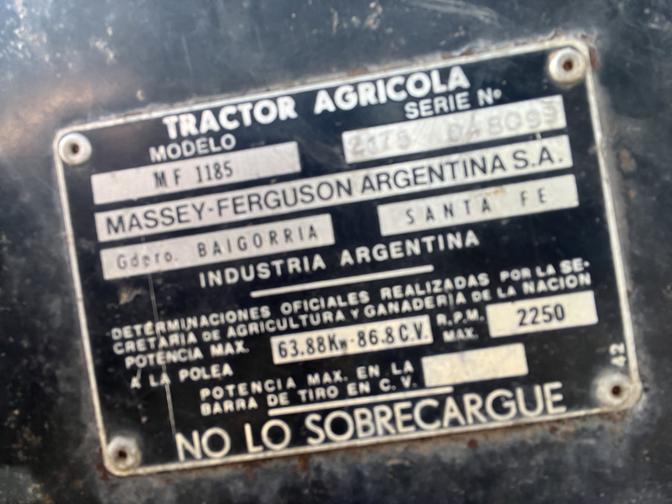 TRACTOR AGRICOLA
MODELO SERIE Nº
MF 1185
MASSEY-FERGUSON ARGENTINA S.A.
Gdero. BAIGORRIA SANTA FE
INDUSTRIA ARGENTINA
DETERMINACIONES OFICIALES REALIZADAS POR LA SE-
CRETARIA DE AGRICULTURA Y GANADERIA DE LA NACION
POTENCIA MAX. 63.88Kw-86.8 C.V. R.P.M. 2250
A LA POLEA MAX.
POTENCIA MAX. EN LA
BARRA DE TIRO EN C.V.
42
NO LO SOBRECARGUE